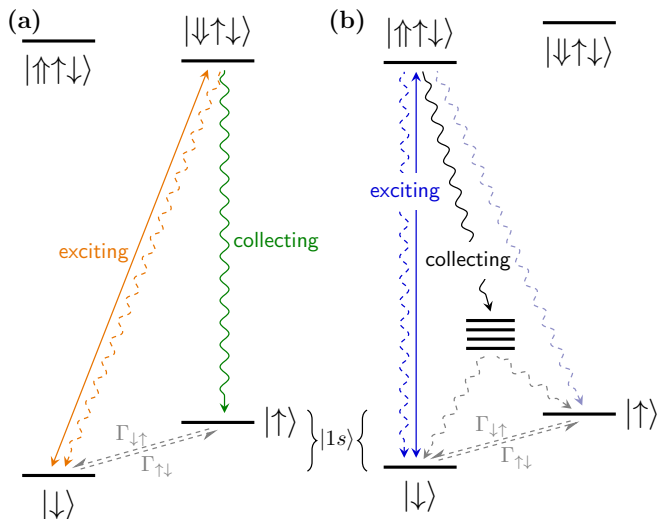 (a)
|⇑↑↓⟩
|⇓↑↓⟩
exciting
collecting
|↑⟩
Γ↓↑
Γ↑↓
|↓⟩
|1s⟩
(b)
|⇑↑↓⟩
|⇓↑↓⟩
exciting
collecting
|↑⟩
Γ↓↑
Γ↑↓
|↓⟩